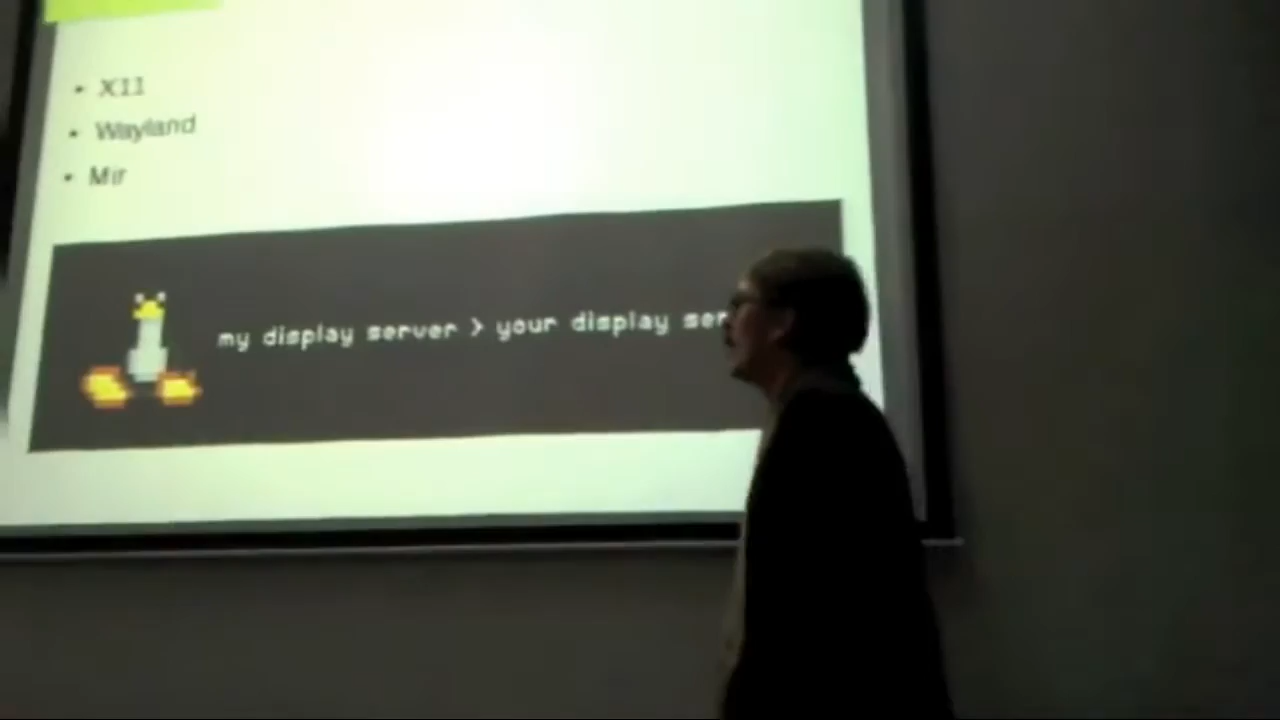 • X11
• Wayland
• Mir
my display server > your display ser